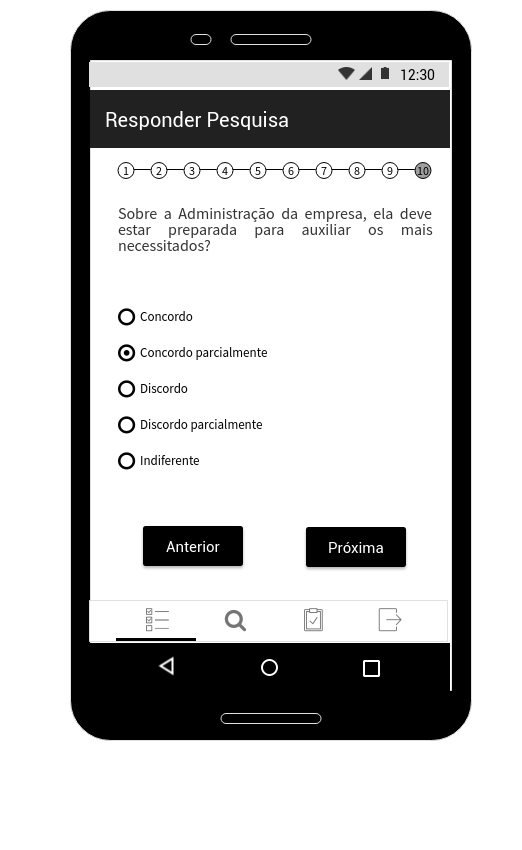 12:30
Responder Pesquisa
1 2 3 4 5 6 7 8 9 10
Sobre a Administração da empresa, ela deve
estar preparada para auxiliar os mais
necessitados?
Concordo
Concordo parcialmente
Discordo
Discordo parcialmente
Indiferente
Anterior Próxima